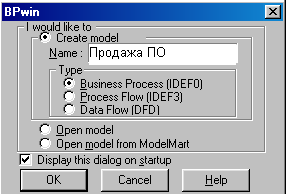 BPwin
I would like to
Create model
Name : Продажа ПО
Type
Business Process (IDEF0)
Process Flow (IDEF3)
Data Flow (DFD)
Open model
Open model from ModelMart
Display this dialog on startup
OK Cancel Help